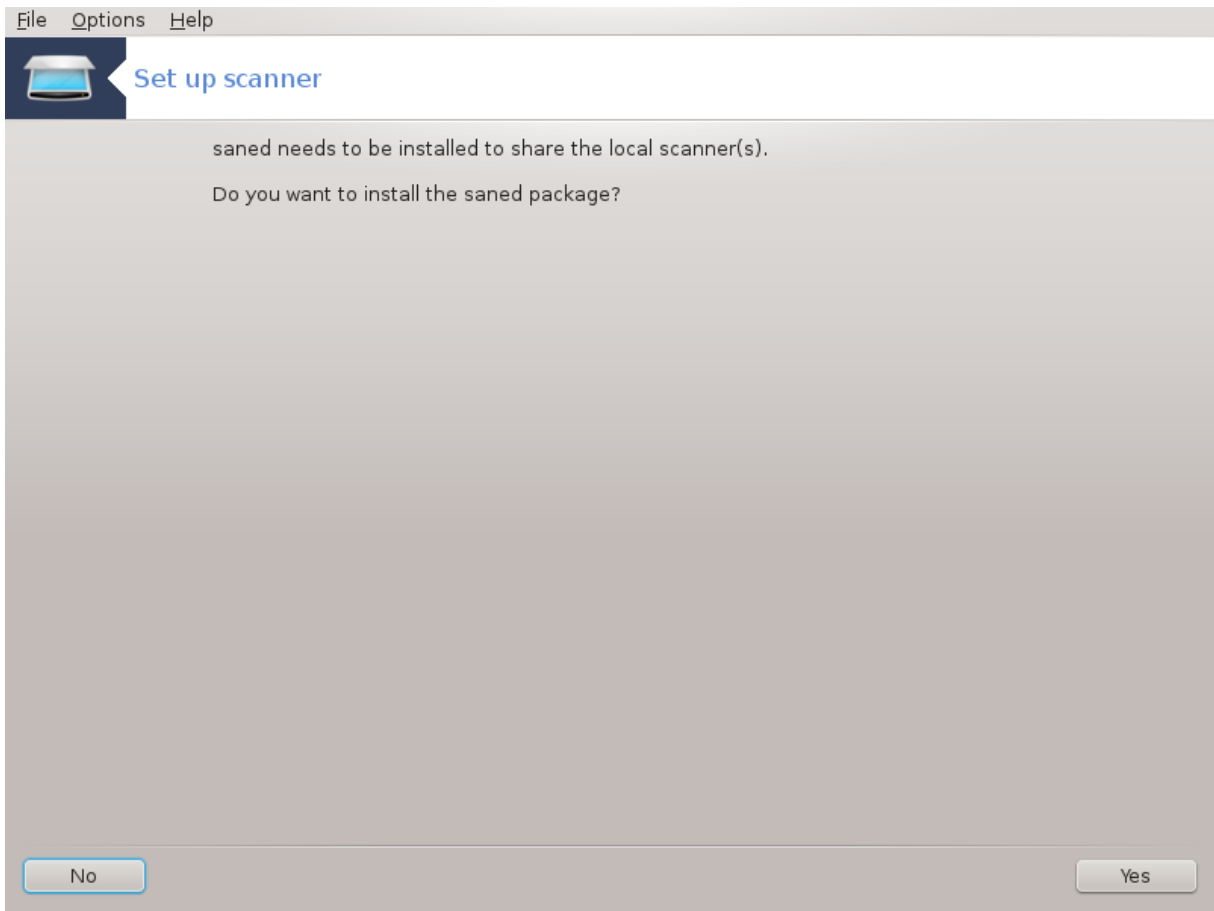 File Options Help
Set up scanner
saned needs to be installed to share the local scanner(s).
Do you want to install the saned package?
No Yes